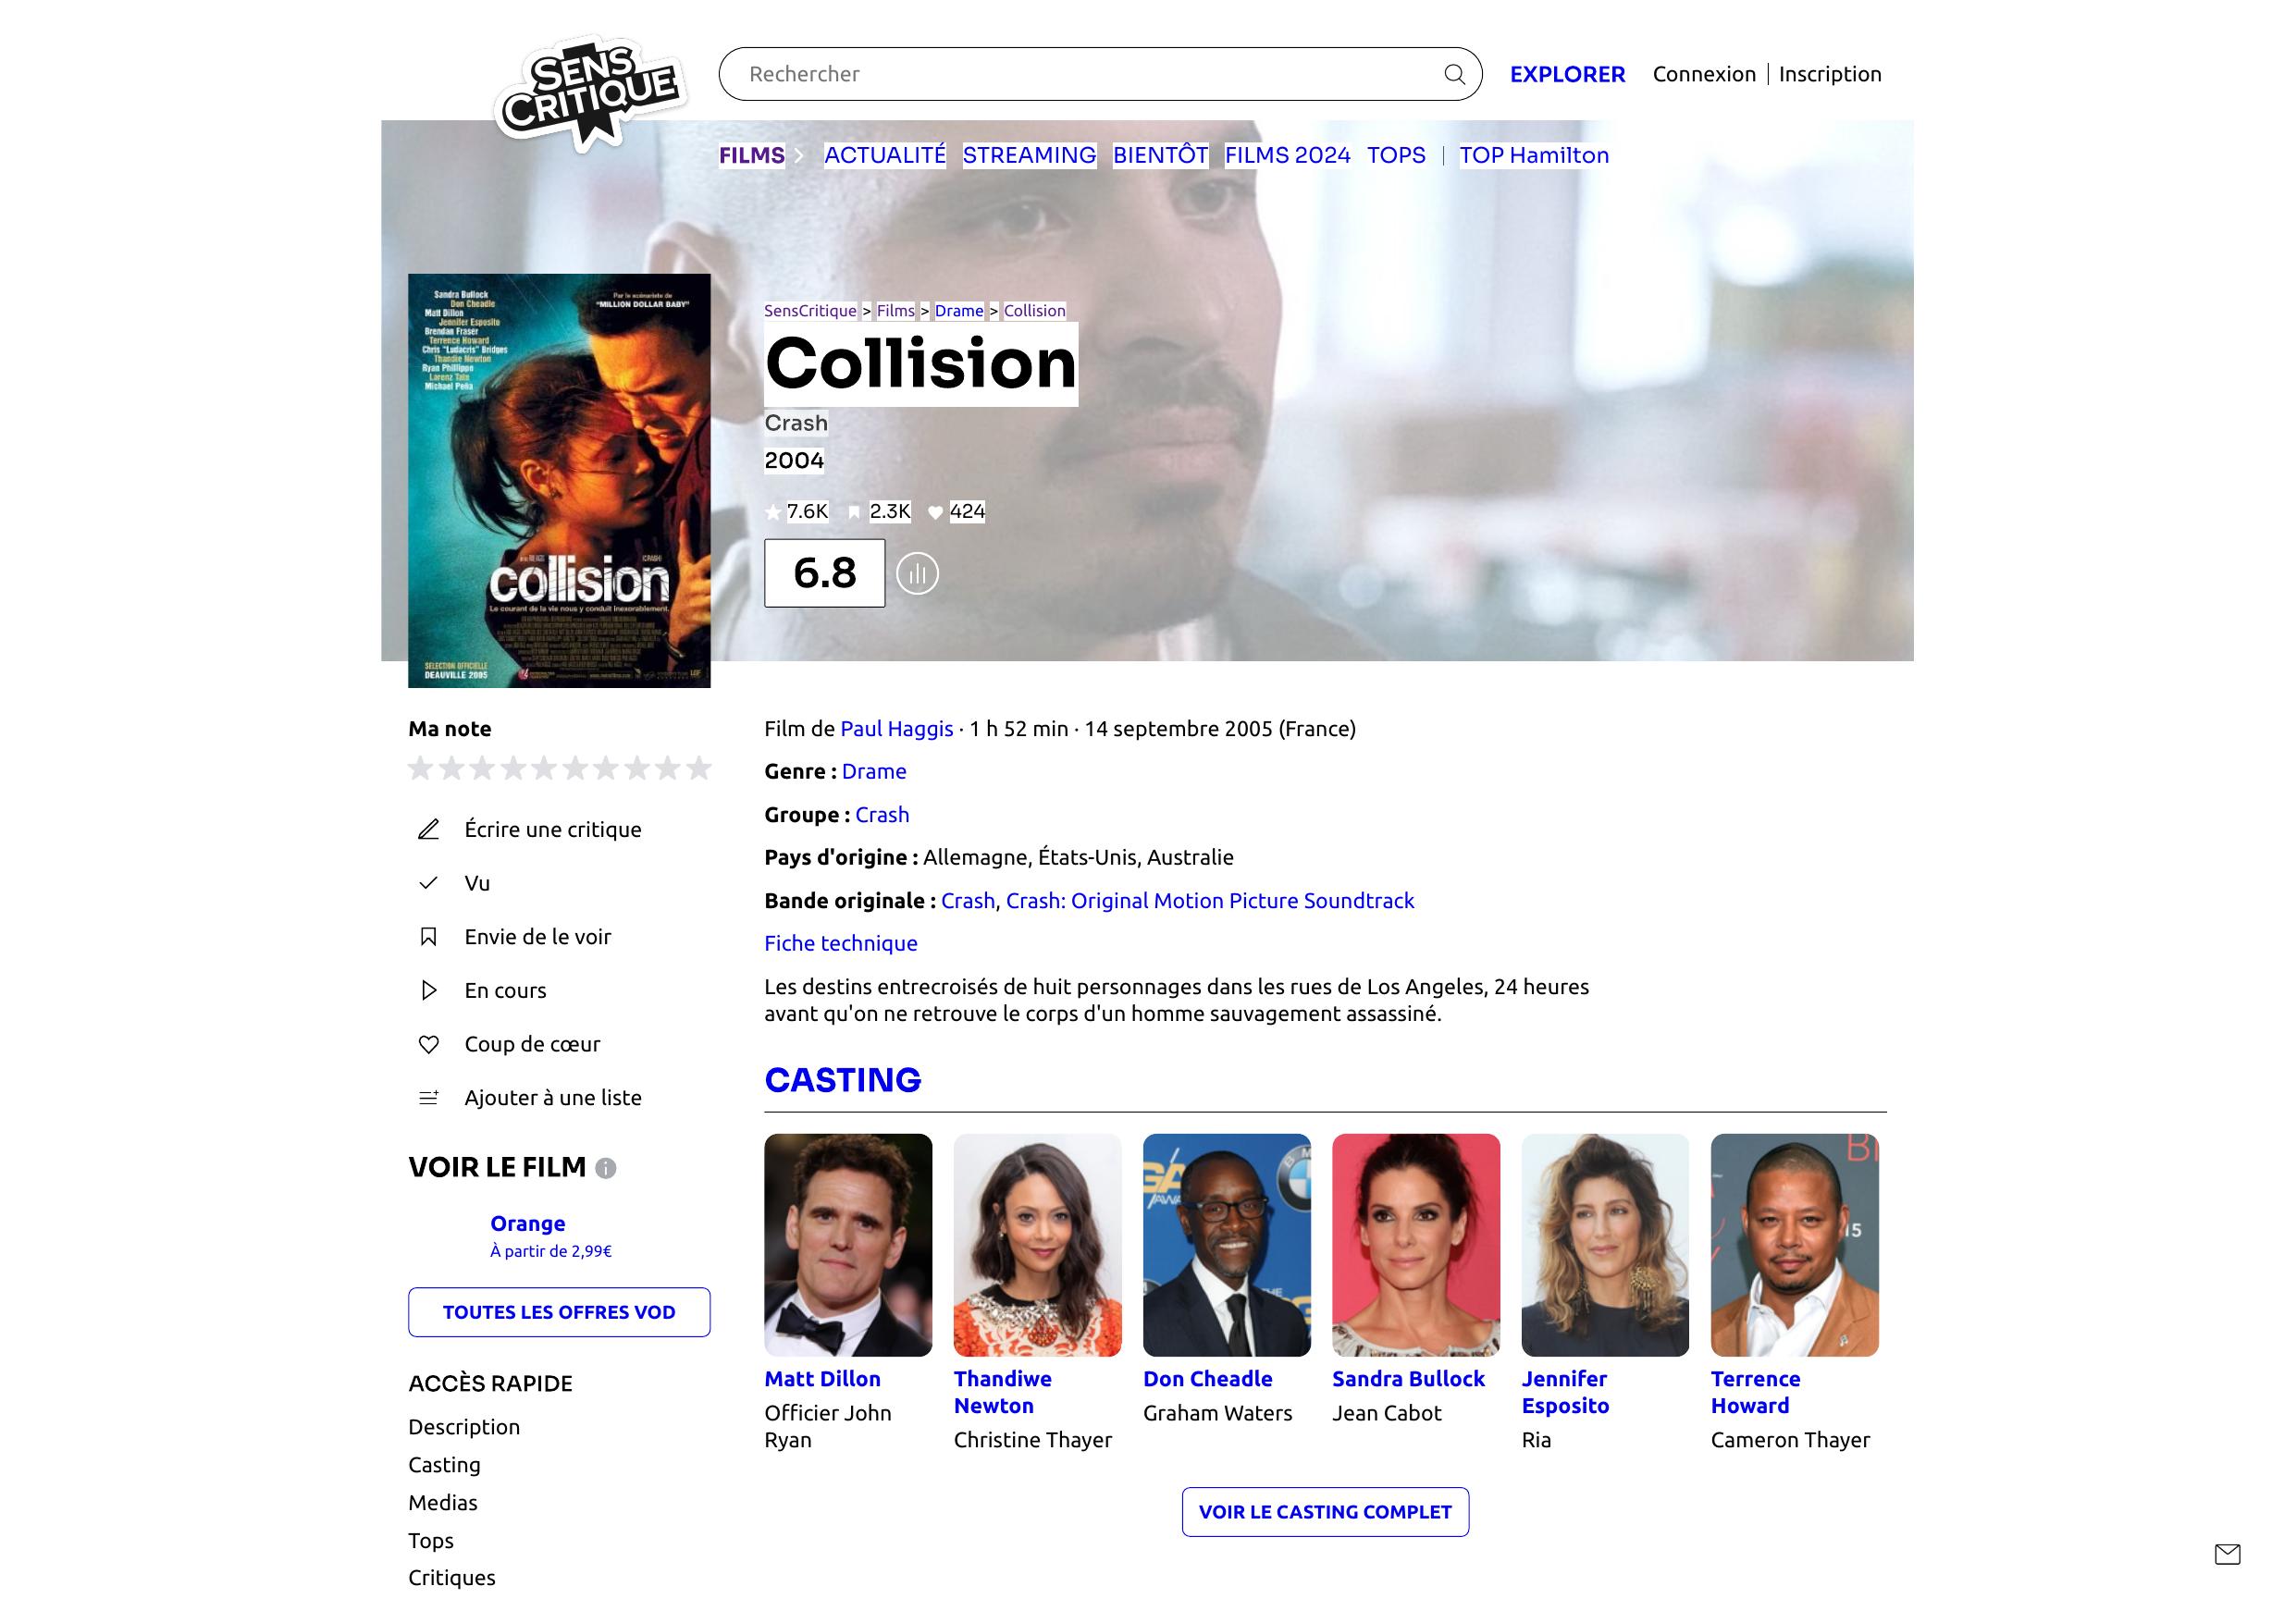 SENS
CRITIQUE
Rechercher
EXPLORER
Connexion
Inscription
FILMS
ACTUALITÉ
STREAMING
BIENTÔT
FILMS 2024
TOPS
TOP Hamilton
Sandra Bullock
Don Cheadle
Matt Dillon
Jennifer Esposito
Brendan Fraser
Terrence Howard
Chris "Ludacris" Bridges
Thandie Newton
Ryan Phillippe
Larenz Tate
Michael Peña
Par le scénariste de
"MILLION DOLLAR BABY"
(CRASH)
collision
Le courant de la vie nous y conduit inexorablement.
SELECTION OFFICIELLE
DEAUVILLE 2005
SensCritique > Films > Drame > Collision
Collision
Crash
2004
7.6K 2.3K 424
6.8
Ma note
Écrire une critique
Vu
Envie de le voir
En cours
Coup de cœur
Ajouter à une liste
VOIR LE FILM
Orange
À partir de 2,99€
TOUTES LES OFFRES VOD
ACCÈS RAPIDE
Description
Casting
Medias
Tops
Critiques
Film de Paul Haggis · 1 h 52 min · 14 septembre 2005 (France)
Genre : Drame
Groupe : Crash
Pays d'origine : Allemagne, États-Unis, Australie
Bande originale : Crash, Crash: Original Motion Picture Soundtrack
Fiche technique
Les destins entrecroisés de huit personnages dans les rues de Los Angeles, 24 heures
avant qu'on ne retrouve le corps d'un homme sauvagement assassiné.
CASTING
Matt Dillon
Officier John
Ryan
Thandiwe
Newton
Christine Thayer
Don Cheadle
Graham Waters
Sandra Bullock
Jean Cabot
Jennifer
Esposito
Ria
Terrence
Howard
Cameron Thayer
VOIR LE CASTING COMPLET